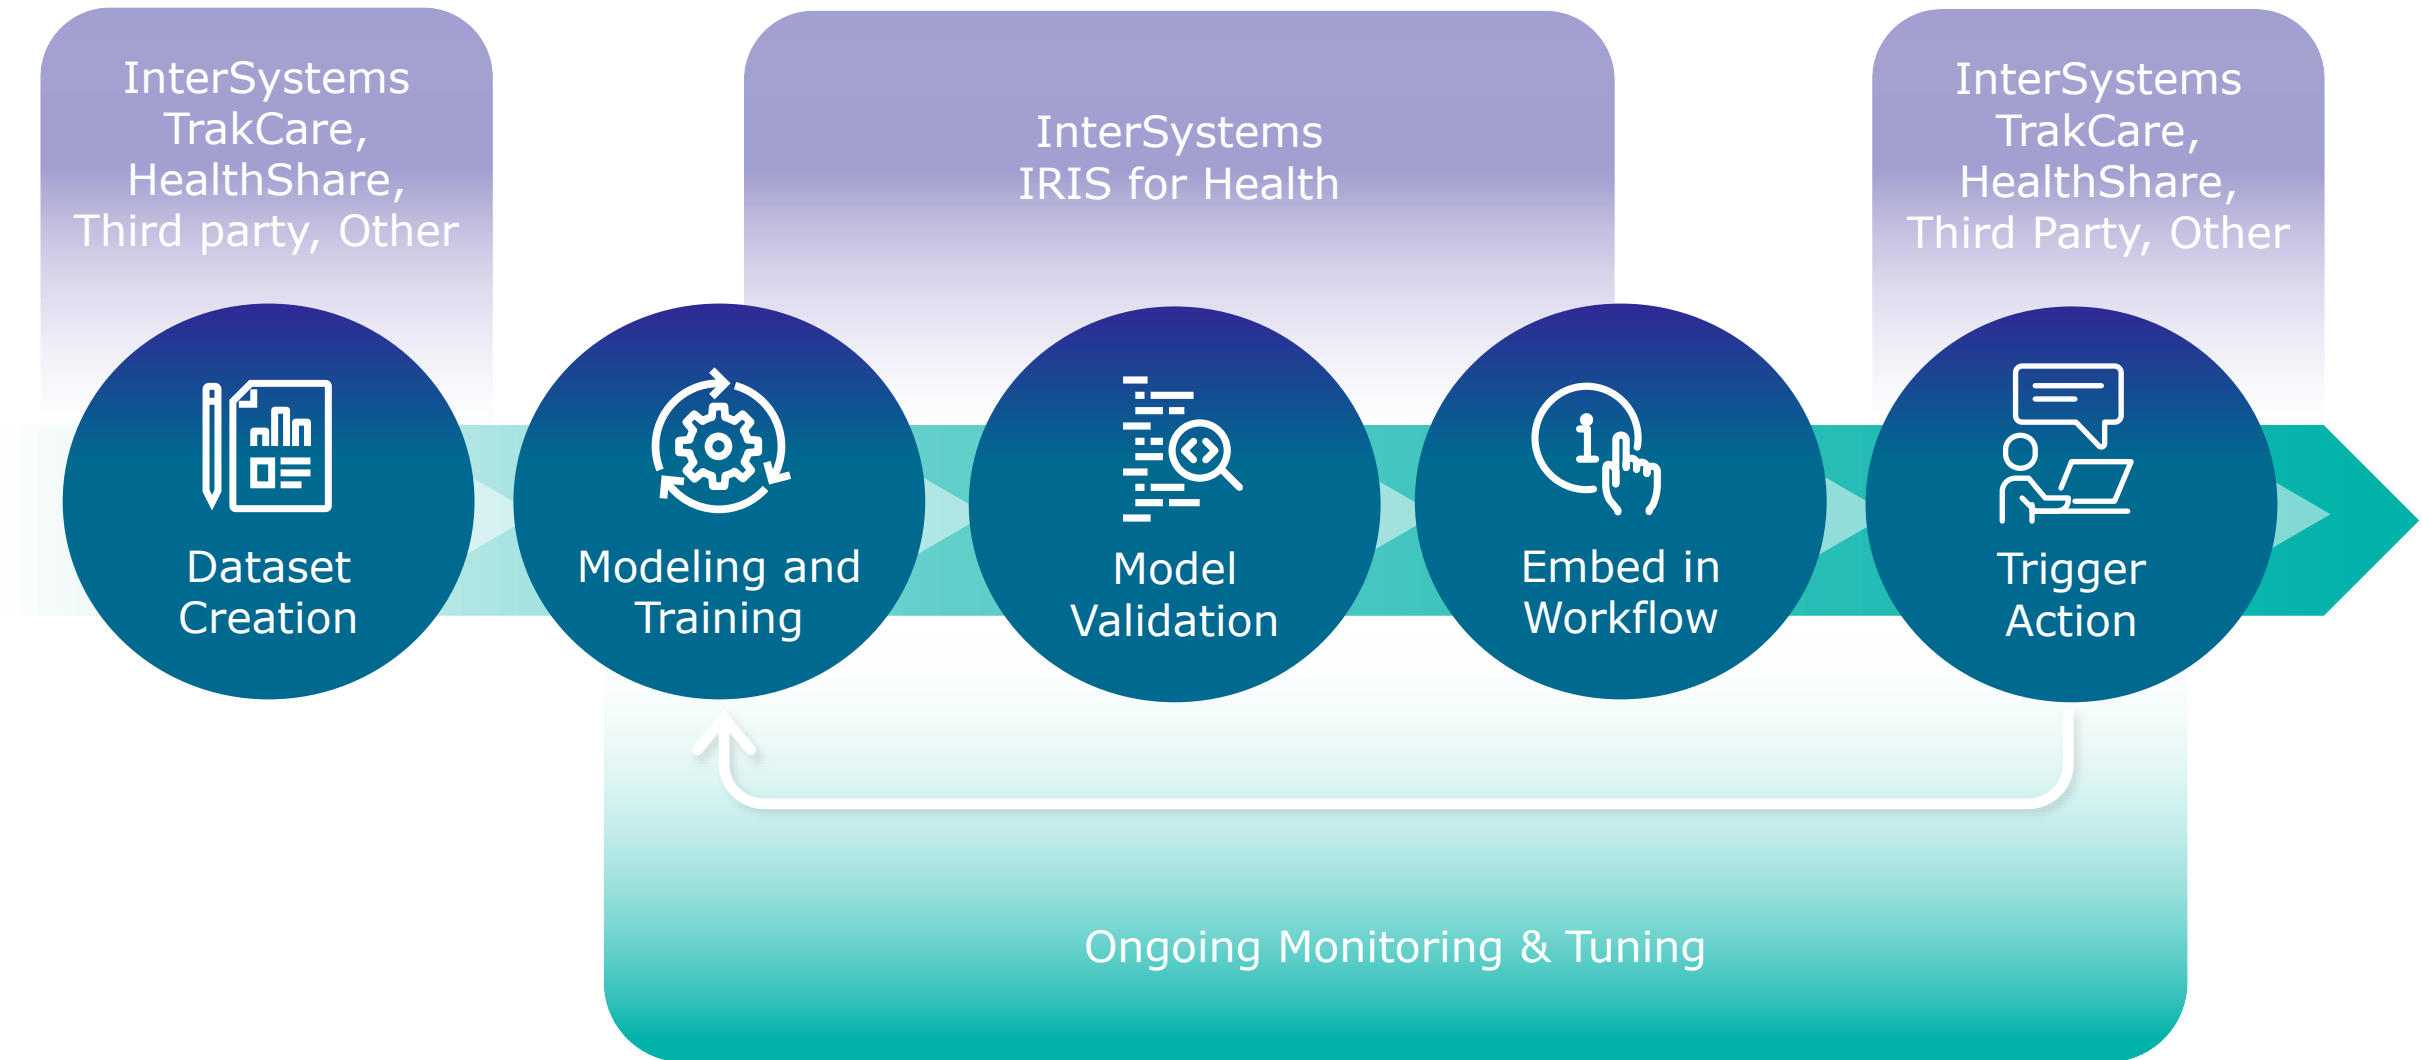 InterSystems
TrakCare,
HealthShare,
Third party, Other
InterSystems
IRIS for Health
InterSystems
TrakCare,
HealthShare,
Third Party, Other
Dataset
Creation
Modeling and
Training
Model
Validation
Embed in
Workflow
Trigger
Action
Ongoing Monitoring & Tuning